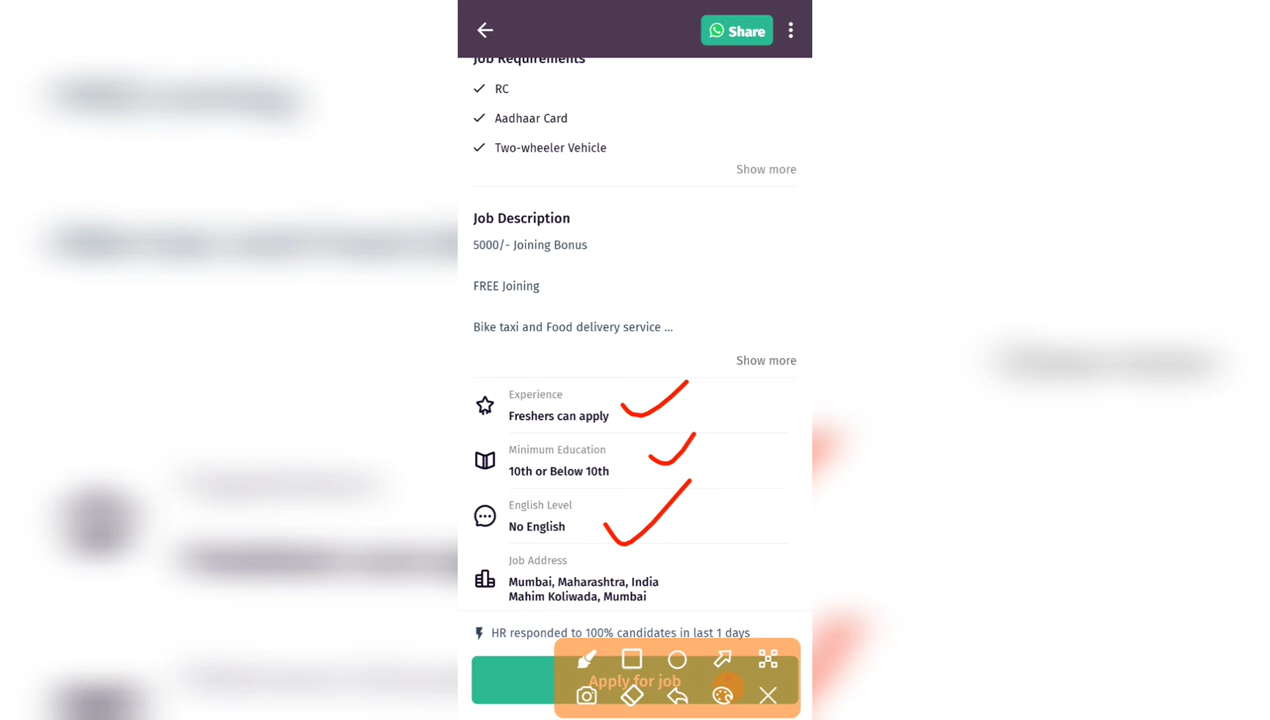 Share
Job Requirements
RC
Aadhaar Card
Two-wheeler Vehicle
Show more
Job Description
5000/- Joining Bonus
FREE Joining
Bike taxi and Food delivery service ...
Show more
Experience
Freshers can apply
Minimum Education
10th or Below 10th
English Level
No English
Job Address
Mumbai, Maharashtra, India
Mahim Koliwada, Mumbai
HR responded to 100% candidates in last 1 days
Apply for job